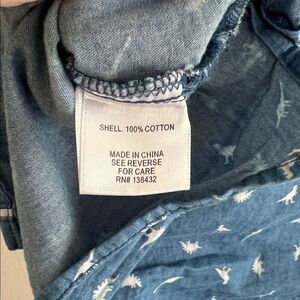 SHELL. 100% COTTON
MADE IN CHINA
SEE REVERSE
FOR CARE
RN# 138432